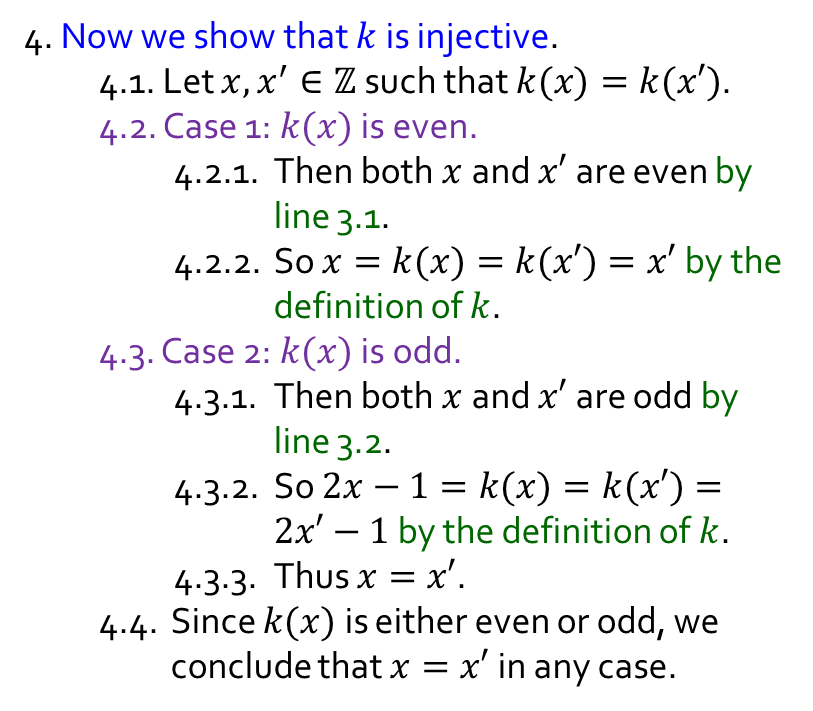 4. Now we show that k is injective.
4.1. Let x, x′ ∈ ℤ such that k(x) = k(x′).
4.2. Case 1: k(x) is even.
4.2.1. Then both x and x′ are even by
line 3.1.
4.2.2. So x = k(x) = k(x′) = x′ by the
definition of k.
4.3. Case 2: k(x) is odd.
4.3.1. Then both x and x′ are odd by
line 3.2.
4.3.2. So 2x − 1 = k(x) = k(x′) =
2x′ − 1 by the definition of k.
4.3.3. Thus x = x′.
4.4. Since k(x) is either even or odd, we
conclude that x = x′ in any case.